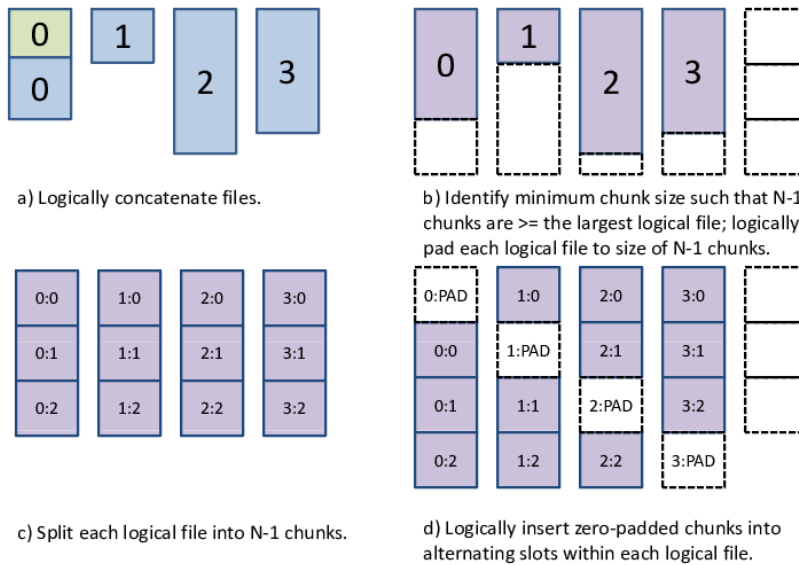 0
0
1
2
3
a) Logically concatenate files.
0
1
2
3
b) Identify minimum chunk size such that N-1
chunks are >= the largest logical file; logically
pad each logical file to size of N-1 chunks.
0:0 1:0 2:0 3:0
0:1 1:1 2:1 3:1
0:2 1:2 2:2 3:2
c) Split each logical file into N-1 chunks.
0:PAD 1:0 2:0 3:0
0:0 1:PAD 2:1 3:1
0:1 1:1 2:PAD 3:2
0:2 1:2 2:2 3:PAD
d) Logically insert zero-padded chunks into
alternating slots within each logical file.